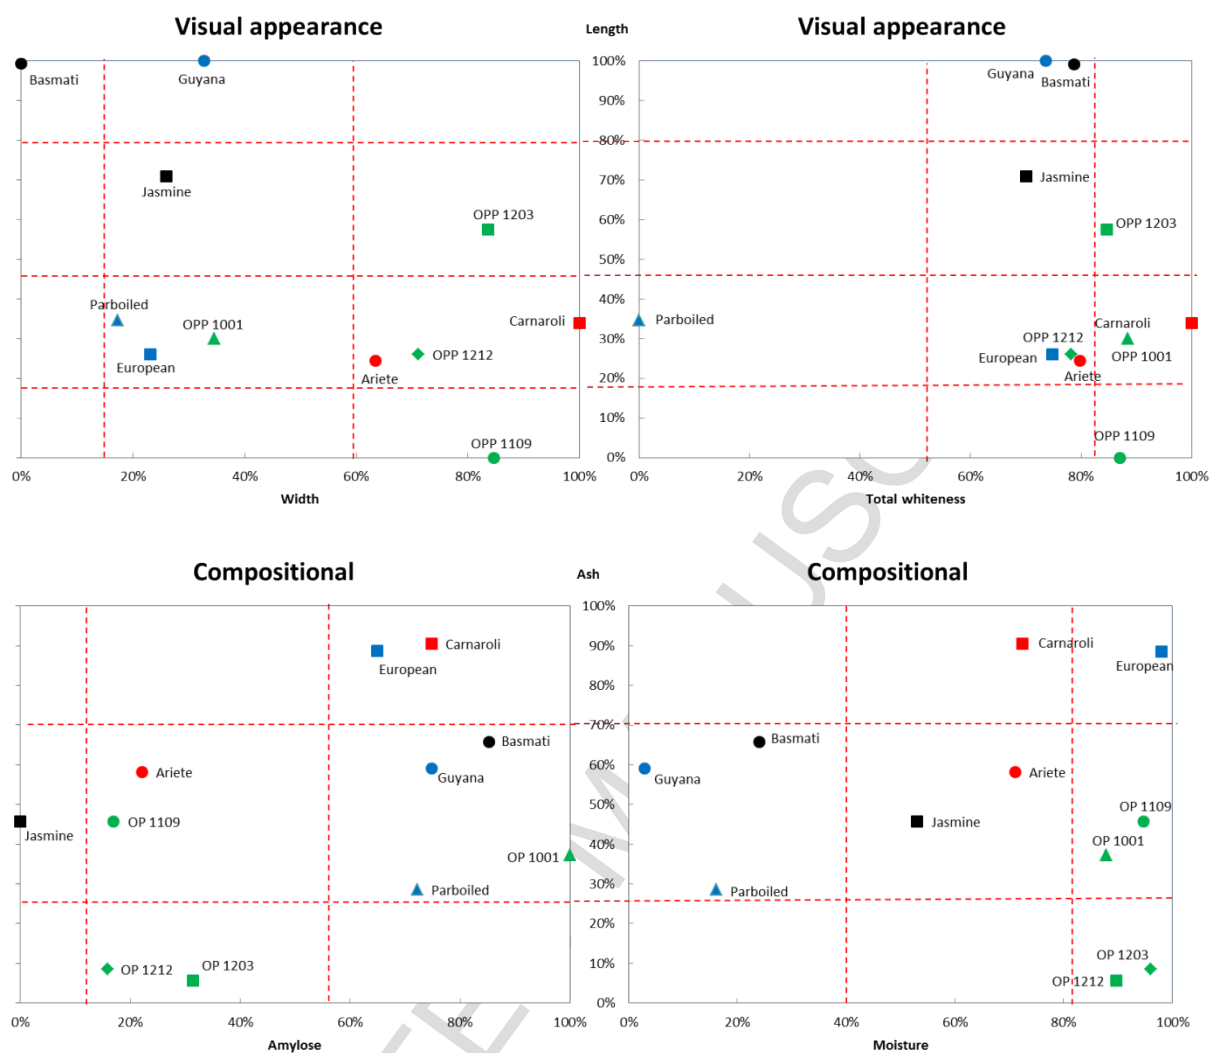 Visual appearance
Length
Visual appearance
100%
90%
80%
70%
60%
50%
40%
30%
20%
10%
0%
Basmati
Guyana
Jasmine
OPP 1203
Parboiled
OPP 1001
European
Carnaroli
OPP 1212
Ariete
OPP 1109
0%
20%
40%
60%
80%
100%
Width
Guyana
Basmati
Jasmine
OPP 1203
Parboiled
OPP 1212
Carnaroli
European
OPP 1001
Ariete
OPP 1109
0%
20%
40%
60%
80%
100%
Total whiteness
Compositional
Ash
Compositional
100%
90%
80%
70%
60%
50%
40%
30%
20%
10%
0%
Carnaroli
European
Basmati
Ariete
Guyana
OP 1109
Jasmine
OP 1001
Parboiled
OP 1212
OP 1203
0%
20%
40%
60%
80%
100%
Amylose
Carnaroli
European
Basmati
Guyana
Ariete
OP 1109
Jasmine
OP 1001
Parboiled
OP 1203
OP 1212
0%
20%
40%
60%
80%
100%
Moisture